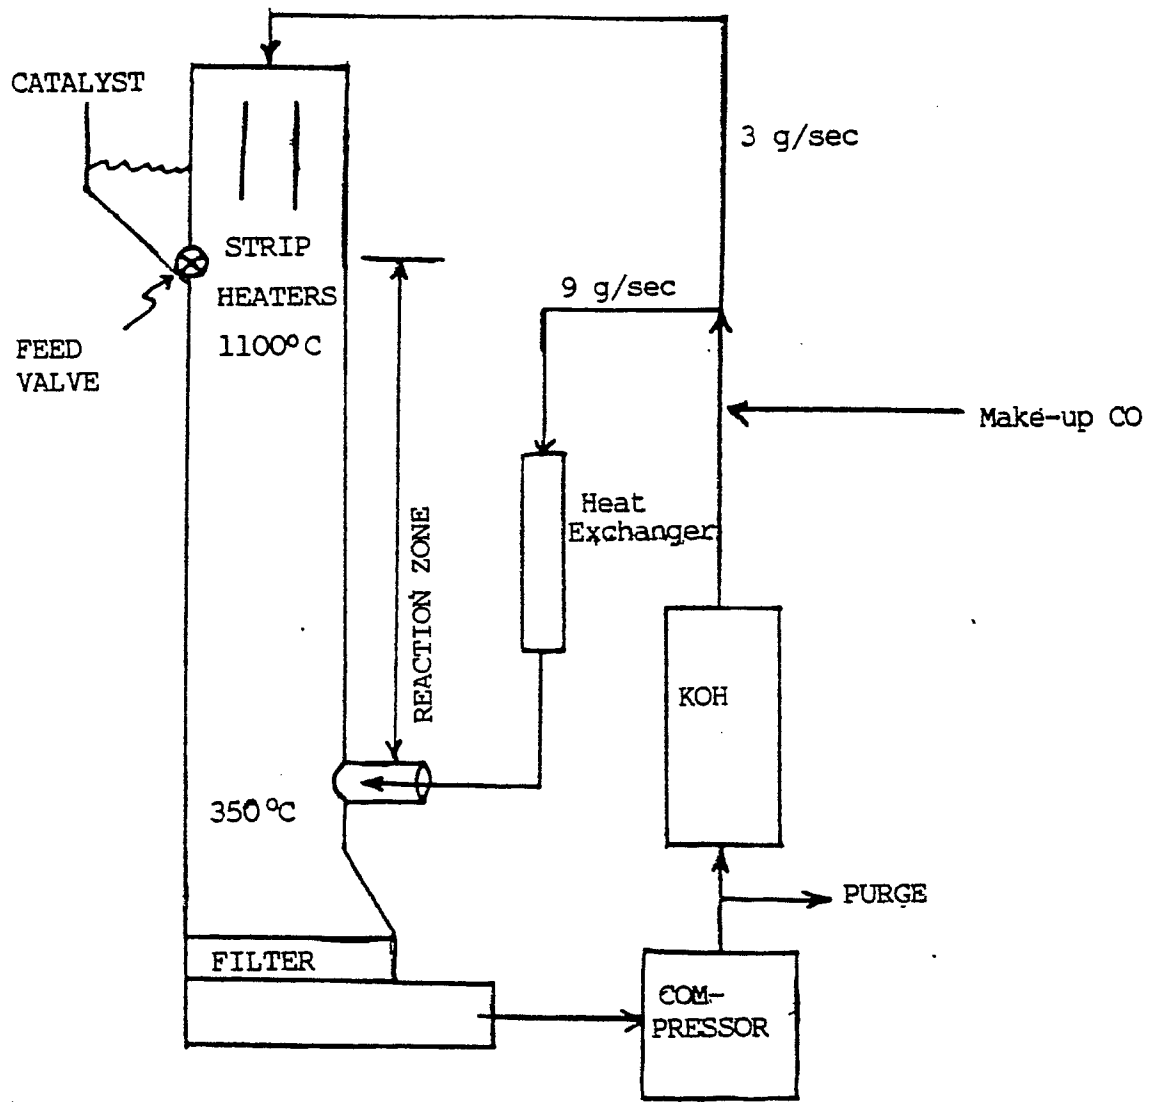 CATALYST
3 g/sec
STRIP
HEATERS
1100°C
9 g/sec
FEED
VALVE
Make-up CO
Heat
Exchanger
REACTION ZONE
KOH
350°C
PURGE
FILTER
COM-
PRESSOR